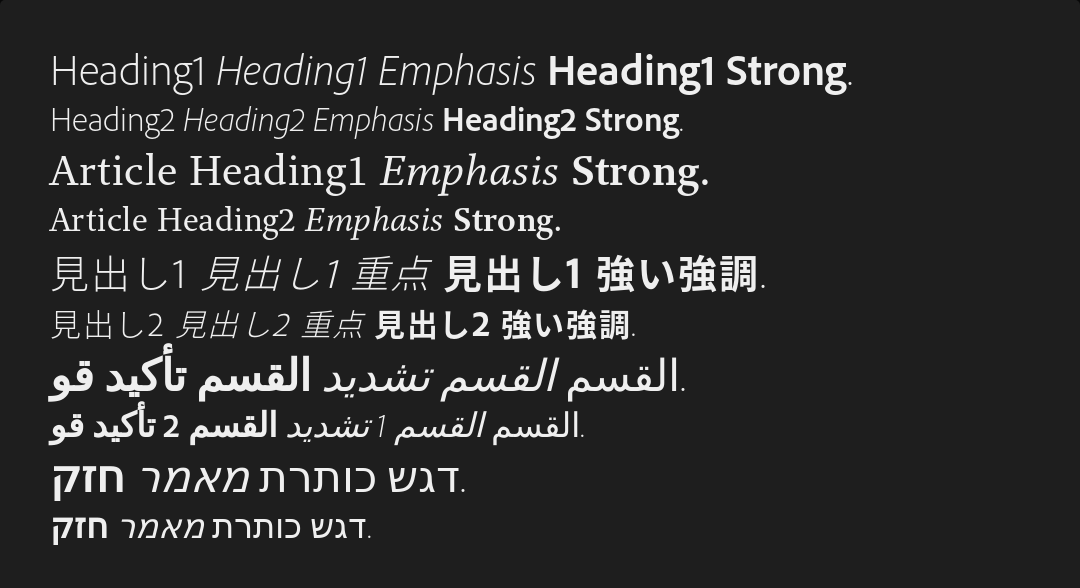 Heading1 Heading1 Emphasis Heading1 Strong.
Heading2 Heading2 Emphasis Heading2 Strong.
Article Heading1 Emphasis Strong.
Article Heading2 Emphasis Strong.
見出し1 見出し1 重点 見出し1 強い強調.
見出し2 見出し2 重点 見出し2 強い強調.
القسم القسم تشديد القسم تأكيد قو.
القسم القسم 1 تشديد القسم 2 تأكيد قو.
דגש כותרת מאמר חזק.
דגש כותרת מאמר חזק.